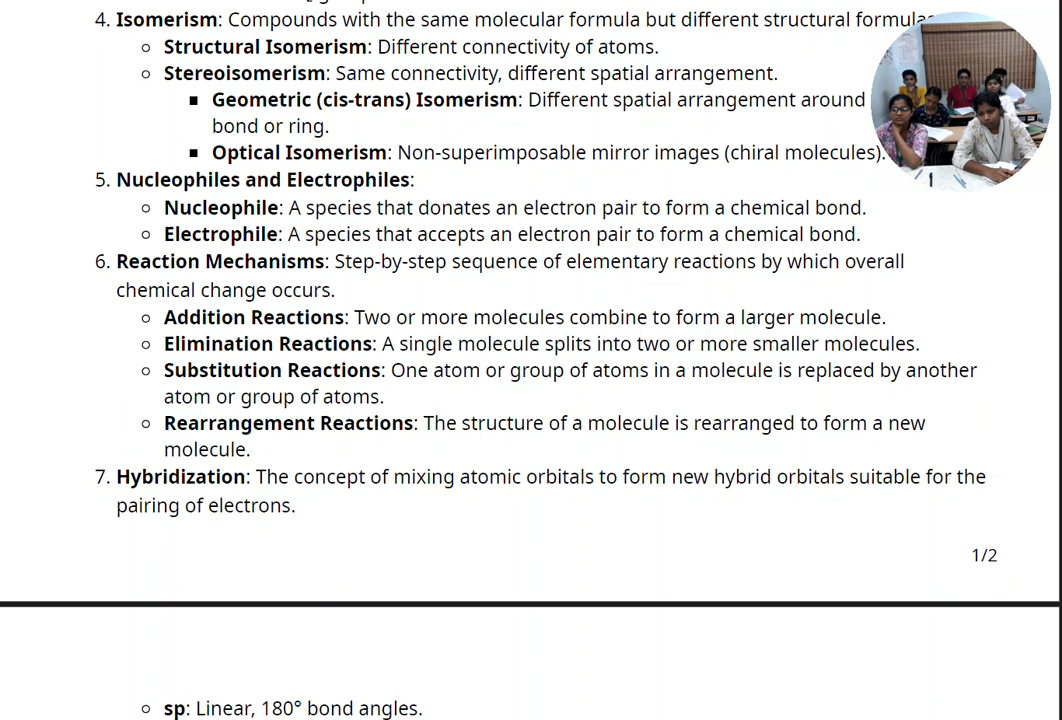 4. Isomerism: Compounds with the same molecular formula but different structural formulas
○ Structural Isomerism: Different connectivity of atoms.
○ Stereoisomerism: Same connectivity, different spatial arrangement.
■ Geometric (cis-trans) Isomerism: Different spatial arrangement around
bond or ring.
■ Optical Isomerism: Non-superimposable mirror images (chiral molecules).
5. Nucleophiles and Electrophiles:
○ Nucleophile: A species that donates an electron pair to form a chemical bond.
○ Electrophile: A species that accepts an electron pair to form a chemical bond.
6. Reaction Mechanisms: Step-by-step sequence of elementary reactions by which overall
chemical change occurs.
○ Addition Reactions: Two or more molecules combine to form a larger molecule.
○ Elimination Reactions: A single molecule splits into two or more smaller molecules.
○ Substitution Reactions: One atom or group of atoms in a molecule is replaced by another
atom or group of atoms.
○ Rearrangement Reactions: The structure of a molecule is rearranged to form a new
molecule.
7. Hybridization: The concept of mixing atomic orbitals to form new hybrid orbitals suitable for the
pairing of electrons.
1/2
○ sp: Linear, 180° bond angles.